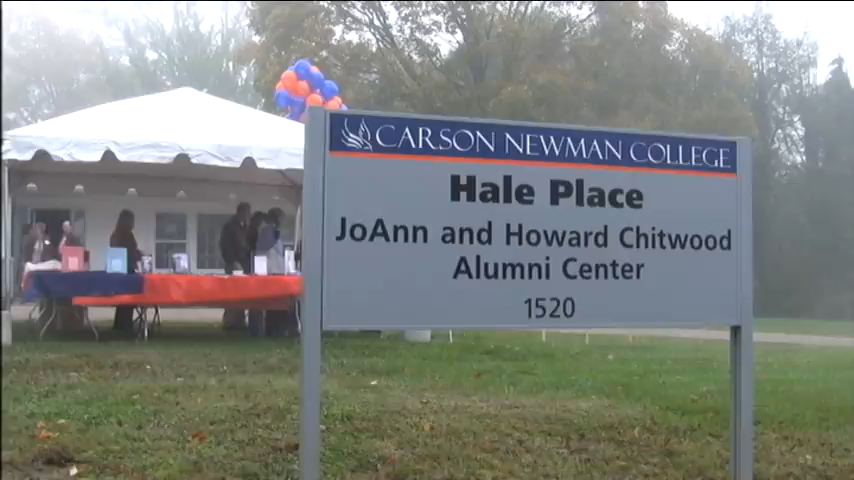 CARSON NEWMAN COLLEGE
Hale Place
JoAnn and Howard Chitwood
Alumni Center
1520